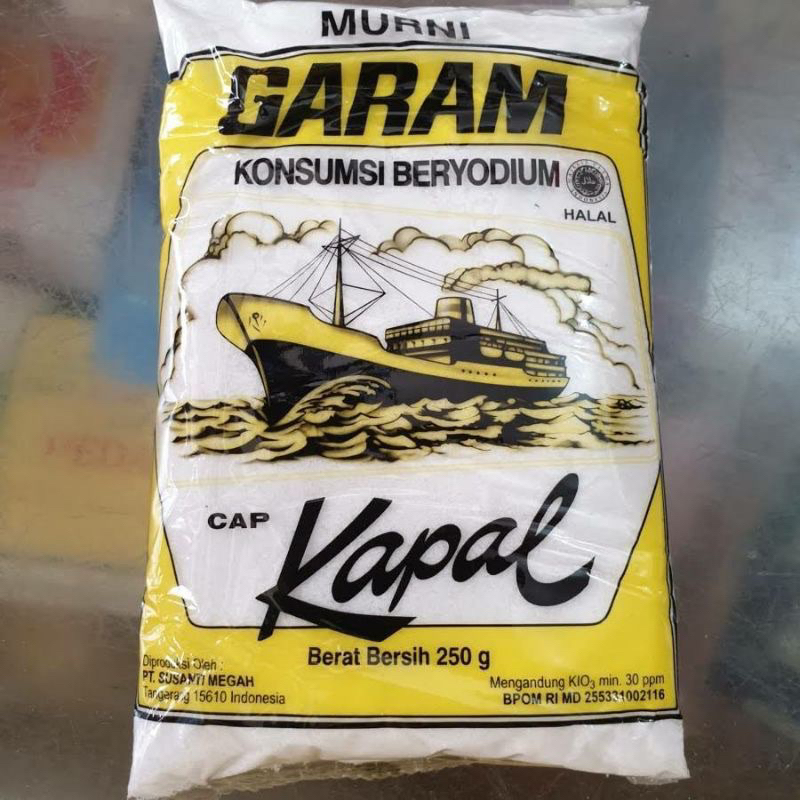 MURNI
GARAM
KONSUMSI BERYODIUM
HALAL
CAP Kapal
Berat Bersih 250 g
Diproduksi Oleh :
PT. SUSANTI MEGAH
Tangerang 15610 Indonesia
Mengandung KIO₃ min. 30 ppm
BPOM RI MD 255331002116